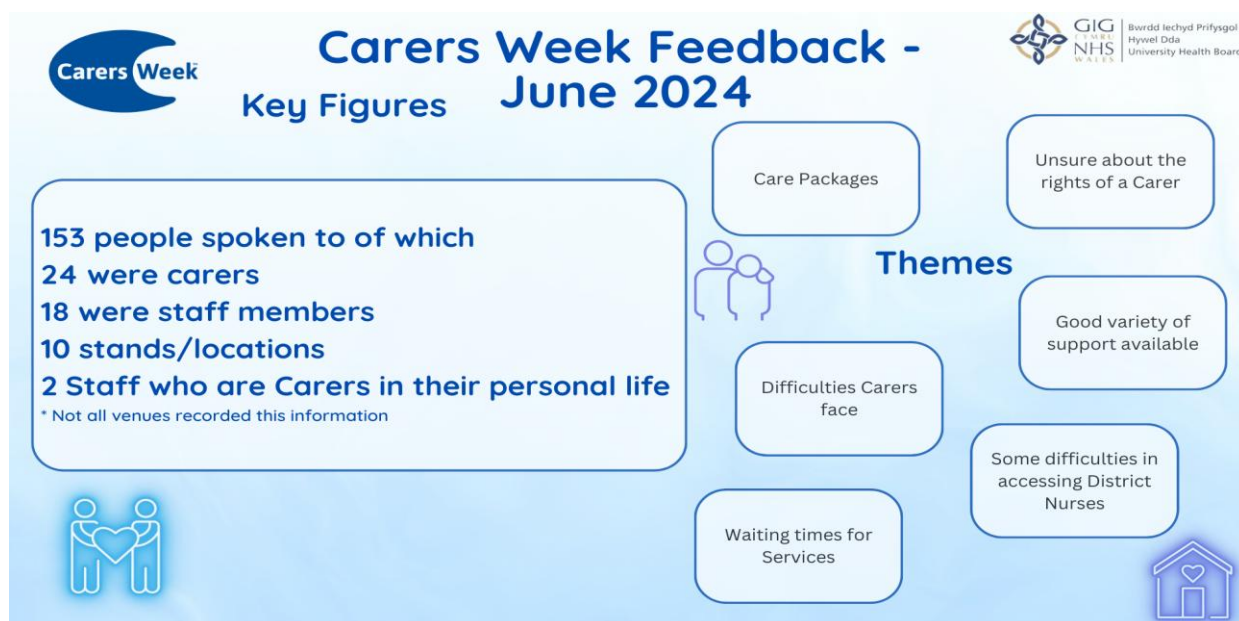 Carers Week
Carers Week Feedback -
June 2024
GIG
CYMRU
NHS
WALES
Bwrdd Iechyd Prifysgol
Hywel Dda
University Health Board
Key Figures
153 people spoken to of which
24 were carers
18 were staff members
10 stands/locations
2 Staff who are Carers in their personal life
* Not all venues recorded this information
Themes
Care Packages
Unsure about the
rights of a Carer
Good variety of
support available
Difficulties Carers
face
Some difficulties in
accessing District
Nurses
Waiting times for
Services